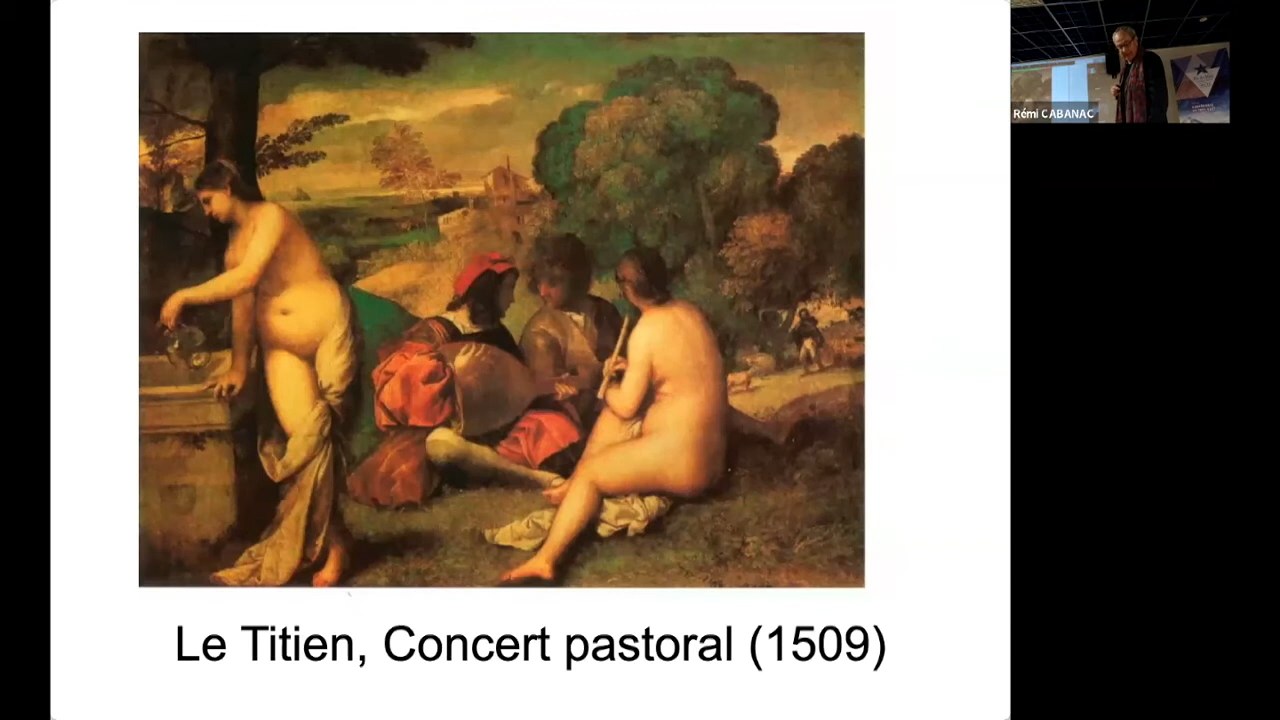 Le Titien, Concert pastoral (1509)
Rémi CABANAC